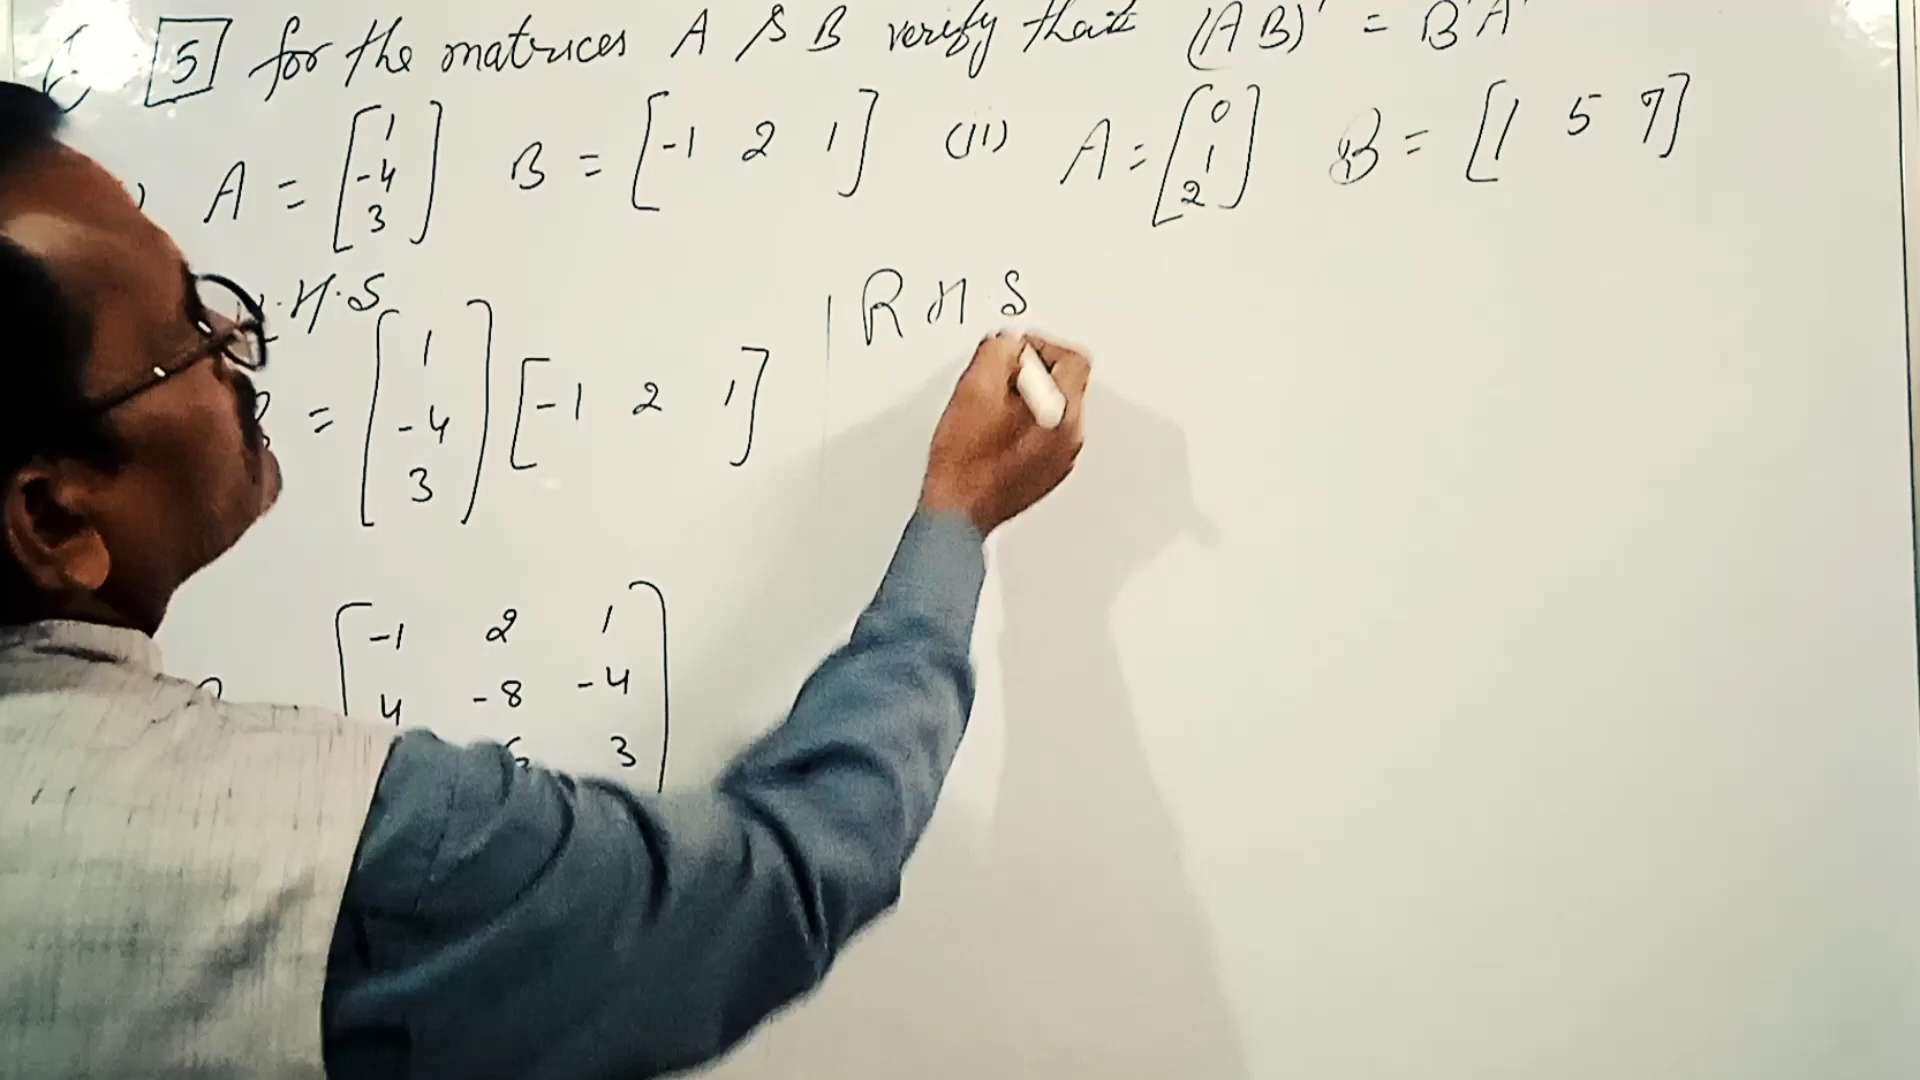 [5] for the matrices A & B verify that (AB)' = B'A'
A = [1 -4 3] B = [-1 2 1] (ii) A = [0 1 2] B = [1 5 7]
.H.S
RHS
= [1 -4 3] [-1 2 1]
-1 2 1
4 -8 -4
3